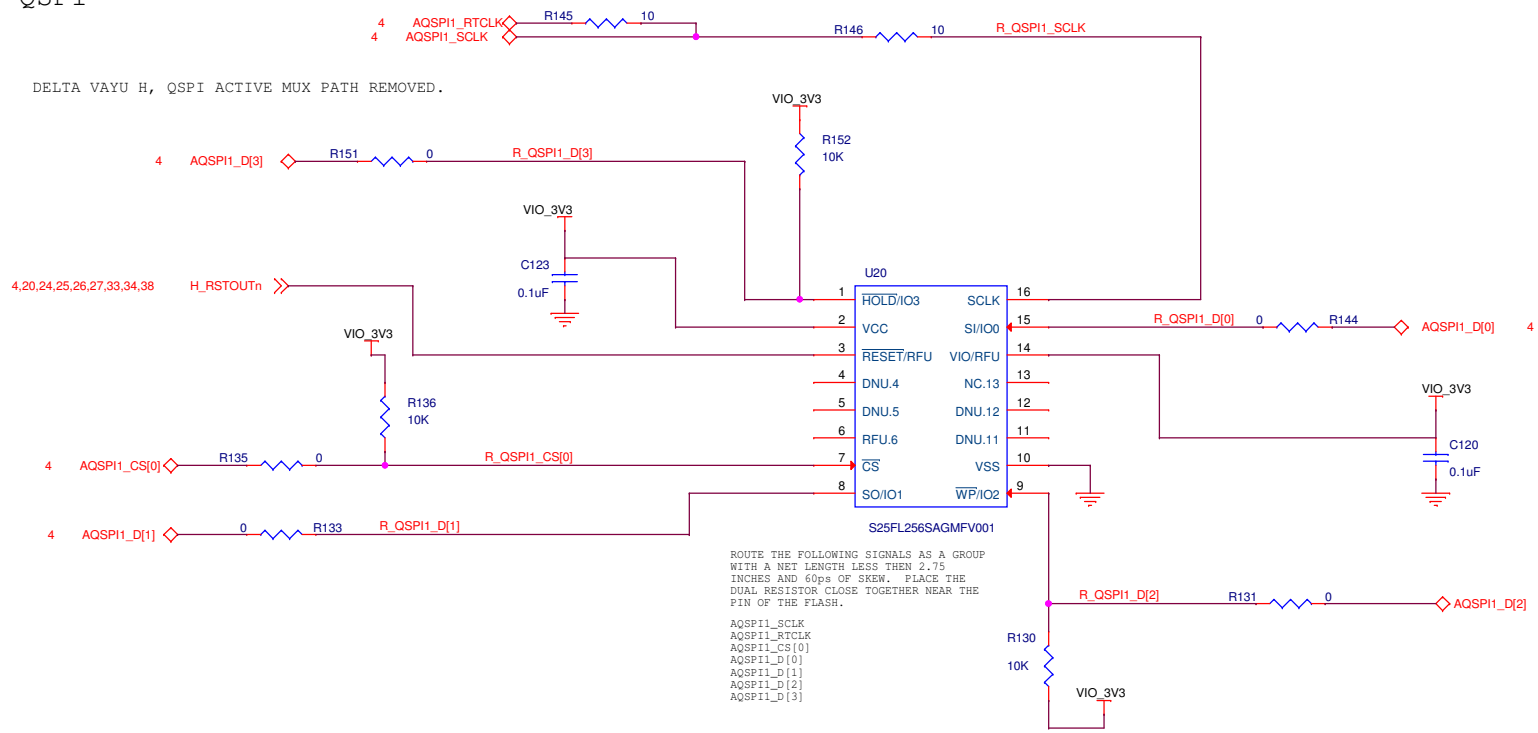 QSPI
4 AQSPI1_RTCLK R145 10
4 AQSPI1_SCLK R146 10 R_QSPI1_SCLK
DELTA VAYU H, QSPI ACTIVE MUX PATH REMOVED.
VIO_3V3
R152
10K
4 AQSPI1_D[3] R151 0 R_QSPI1_D[3]
VIO_3V3
C123
0.1uF
4,20,24,25,26,27,33,34,38 H_RSTOUTn
VIO_3V3
R136
10K
4 AQSPI1_CS[0] R135 0 R_QSPI1_CS[0]
4 AQSPI1_D[1] 0 R133 R_QSPI1_D[1]
U20
1 HOLD/IO3 SCLK 16
2 VCC SI/IO0 15
3 RESET/RFU VIO/RFU 14
4 DNU.4 NC.13 13
5 DNU.5 DNU.12 12
6 RFU.6 DNU.11 11
7 CS VSS 10
8 SO/IO1 WP/IO2 9
S25FL256SAGMFV001
R_QSPI1_D[0] 0 R144 AQSPI1_D[0] 4
VIO_3V3
C120
0.1uF
ROUTE THE FOLLOWING SIGNALS AS A GROUP
WITH A NET LENGTH LESS THEN 2.75
INCHES AND 60ps OF SKEW. PLACE THE
DUAL RESISTOR CLOSE TOGETHER NEAR THE
PIN OF THE FLASH.
AQSPI1_SCLK
AQSPI1_RTCLK
AQSPI1_CS[0]
AQSPI1_D[0]
AQSPI1_D[1]
AQSPI1_D[2]
AQSPI1_D[3]
R_QSPI1_D[2] R131 0 AQSPI1_D[2]
R130
10K
VIO_3V3